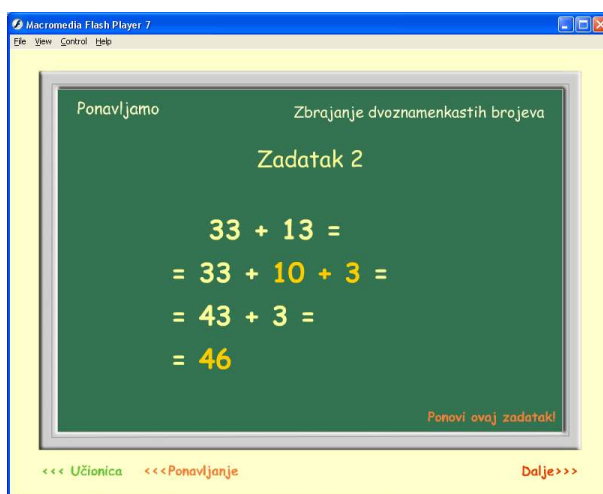 Macromedia Flash Player 7
File View Control Help
Ponavljamo
Zbrajanje dvoznamenkastih brojeva
Zadatak 2
33 + 13 =
= 33 + 10 + 3 =
= 43 + 3 =
= 46
Ponovi ovaj zadatak!
<<< Učionica <<<Ponavljanje Dalje>>>